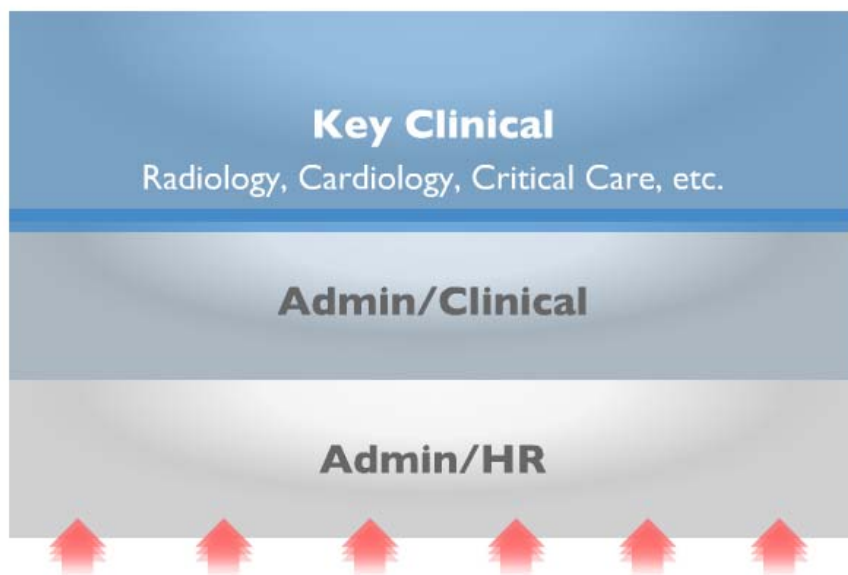 Key Clinical
Radiology, Cardiology, Critical Care, etc.
Admin/Clinical
Admin/HR